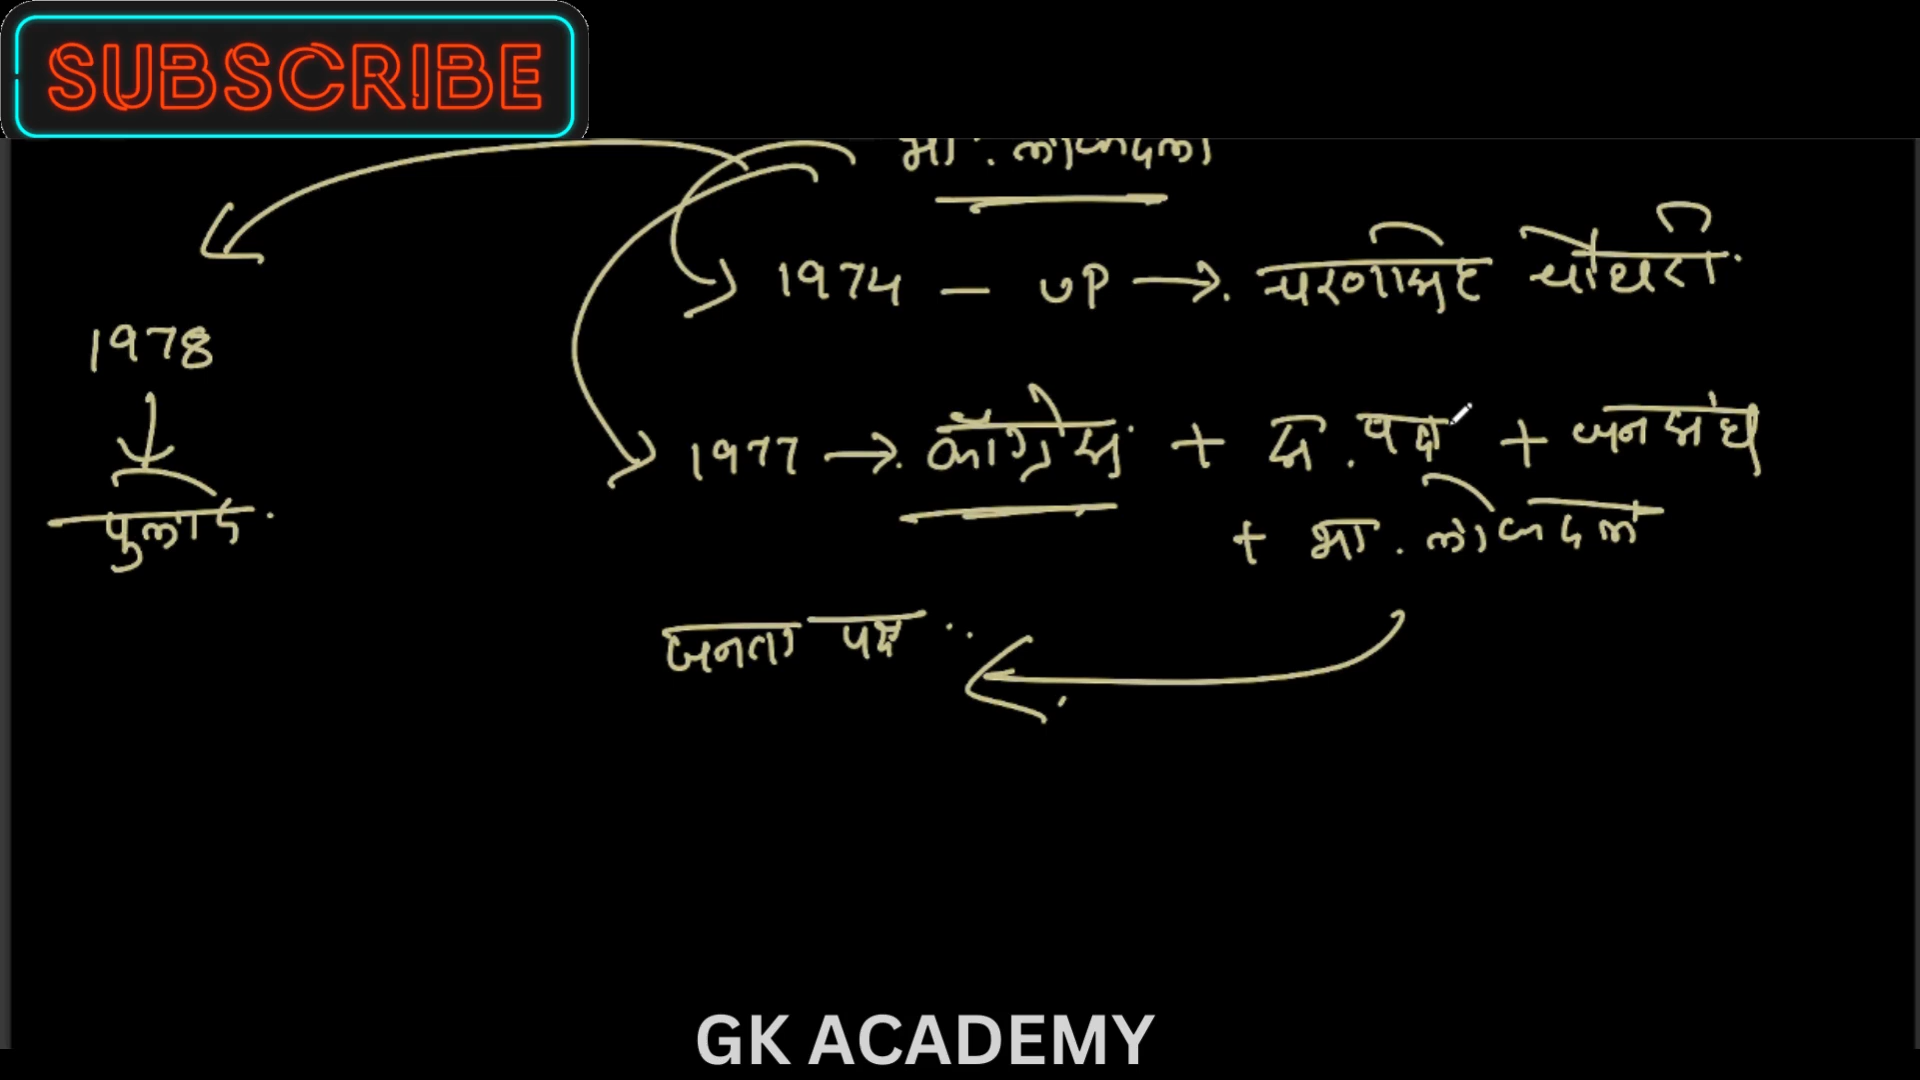 SUBSCRIBE
भा. लोकदल
1974 — UP → चरणसिंह चौधरी.
1978
1977 → काँग्रेस + स. पक्ष + जनसंघ
पुलोद.
+ भा. लोकदल
जनता पक्ष
GK ACADEMY